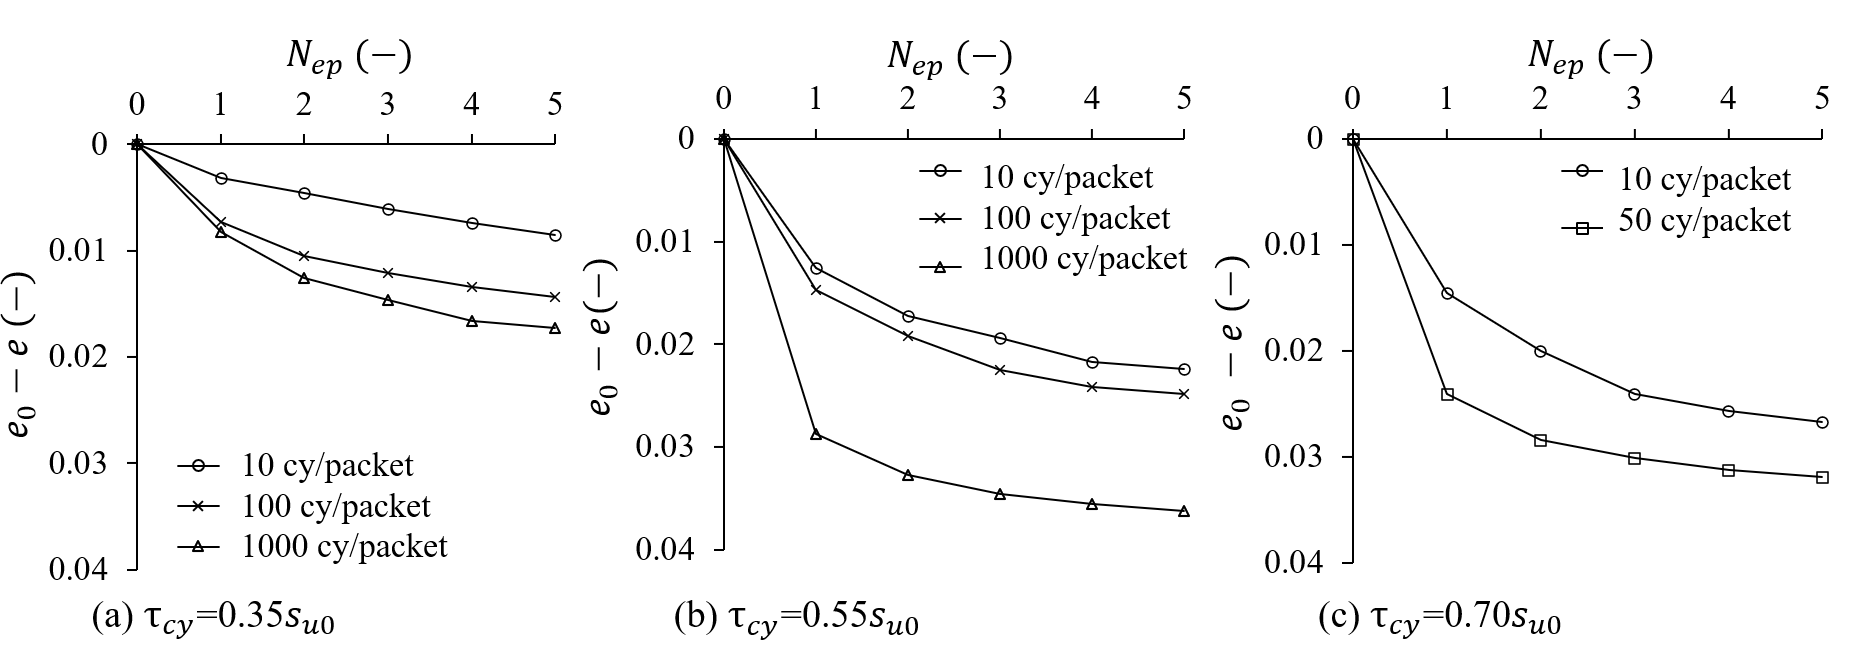 N_ep (−)
0 1 2 3 4 5
0
0.01
0.02
0.03
0.04
e_0 − e (−)
10 cy/packet
100 cy/packet
1000 cy/packet
(a) τ_cy=0.35s_u0
N_ep (−)
0 1 2 3 4 5
0
0.01
0.02
0.03
0.04
e_0 − e(−)
10 cy/packet
100 cy/packet
1000 cy/packet
(b) τ_cy=0.55s_u0
N_ep (−)
0 1 2 3 4 5
0
0.01
0.02
0.03
0.04
e_0 − e (−)
10 cy/packet
50 cy/packet
(c) τ_cy=0.70s_u0